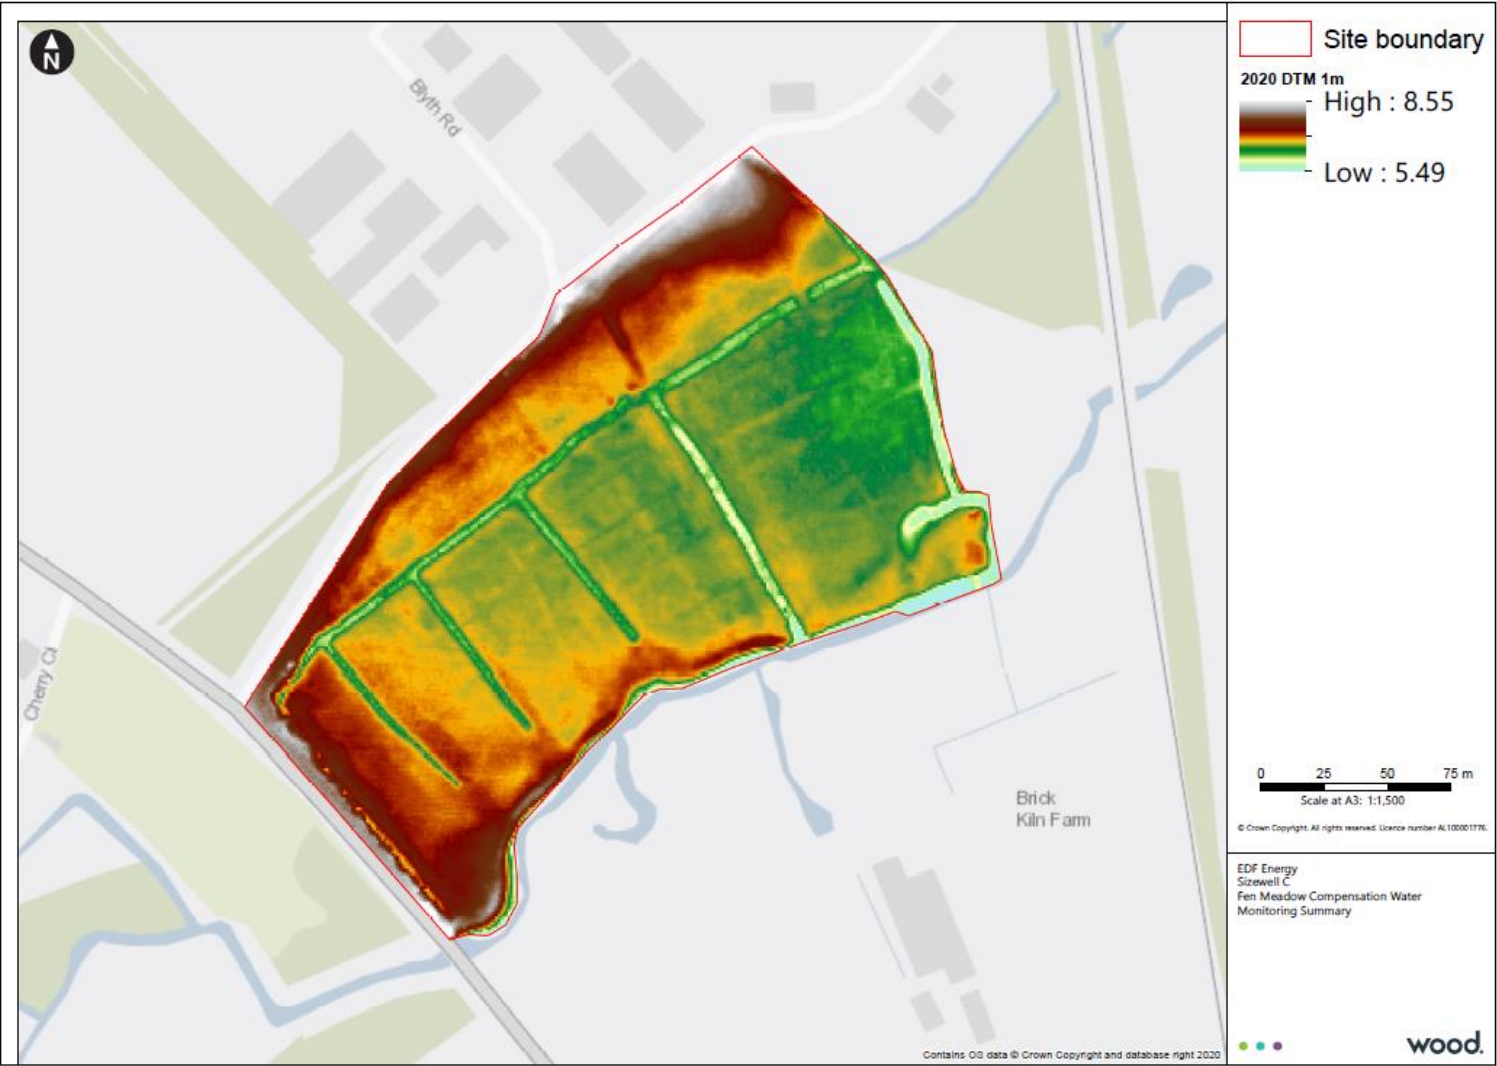 N
Blyth Rd
Cherry Cl
Brick
Kiln Farm
Contains OS data © Crown Copyright and database right 2020
Site boundary
2020 DTM 1m
High : 8.55
Low : 5.49
0 25 50 75 m
Scale at A3: 1:1,500
© Crown Copyright. All rights reserved. Licence number AL100001776.
EDF Energy
Sizewell C
Fen Meadow Compensation Water
Monitoring Summary
wood.